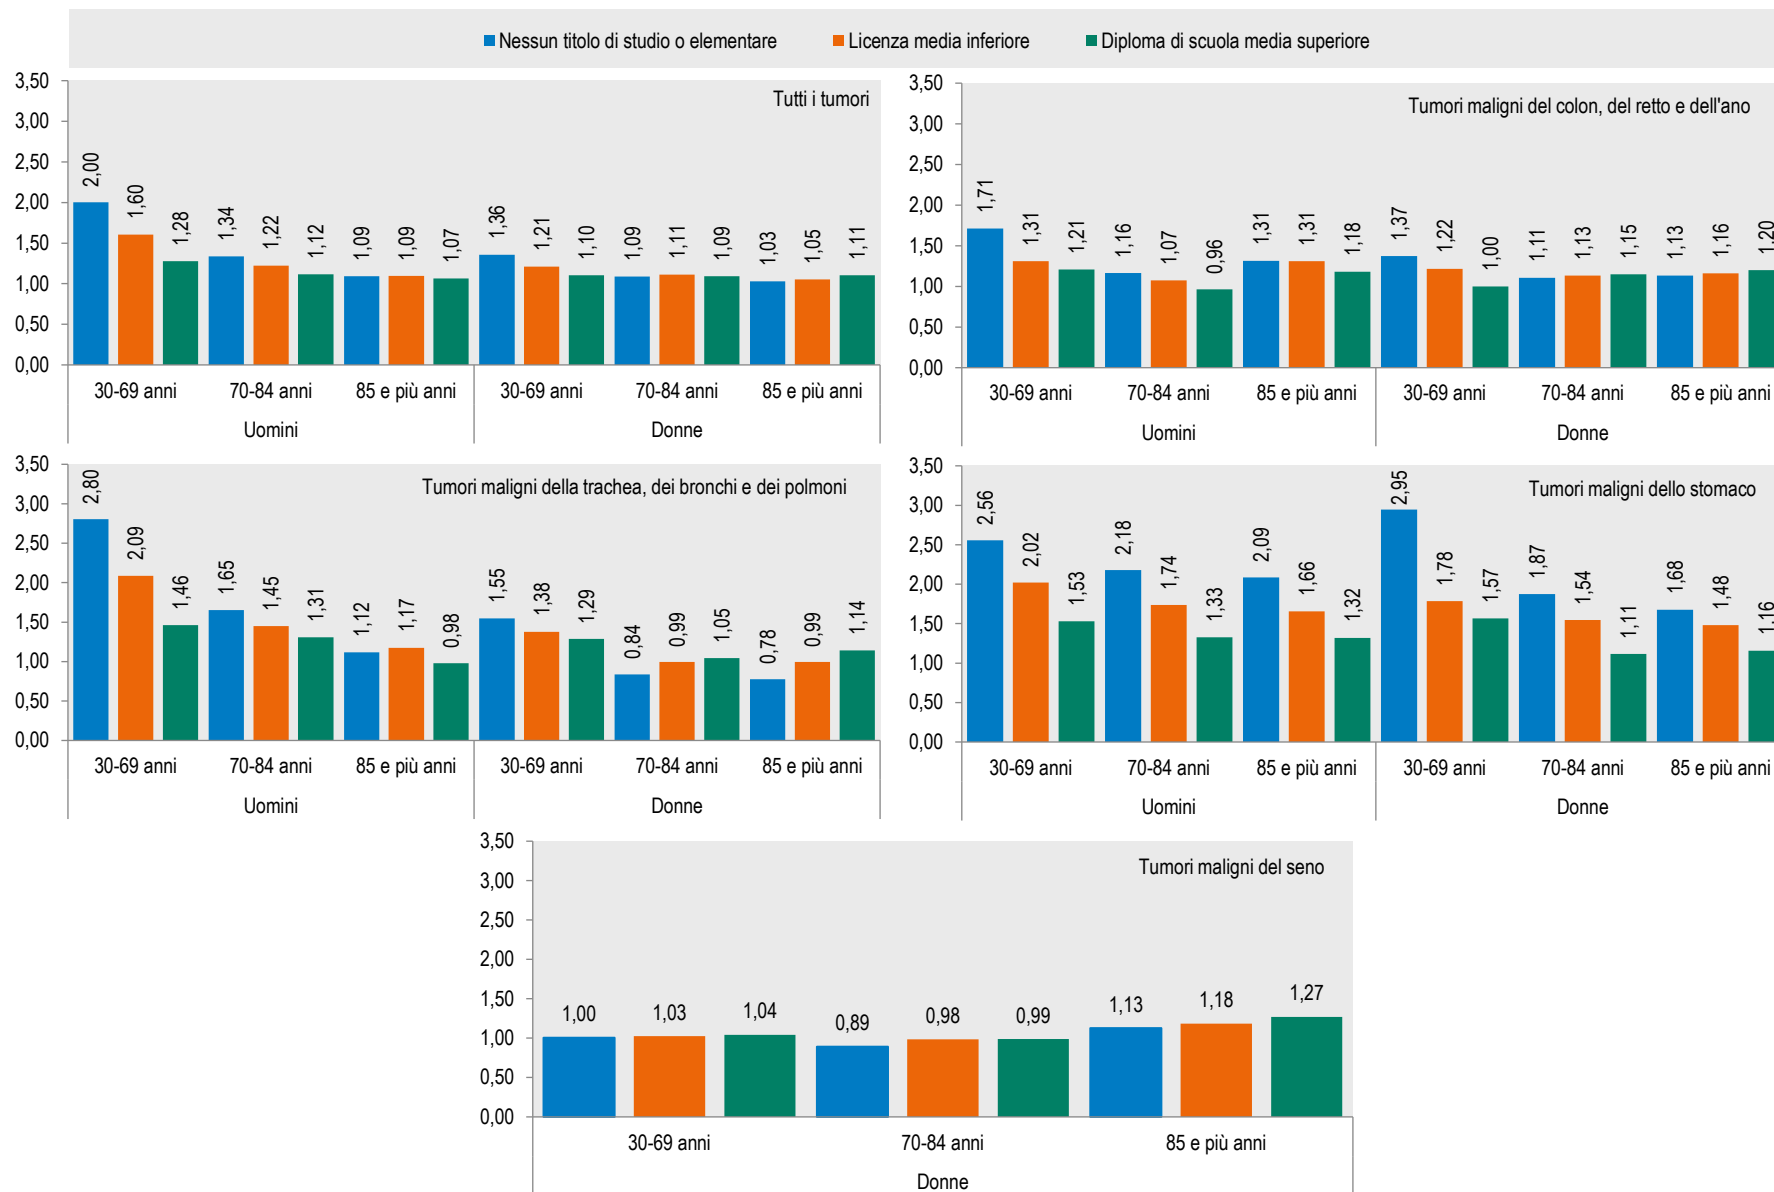 Nessun titolo di studio o elementare Licenza media inferiore Diploma di scuola media superiore
Tutti i tumori
3,50
3,00
2,50
2,00
1,50
1,00
0,50
0,00
2,00 1,60 1,28 1,34 1,22 1,12 1,09 1,09 1,07 1,36 1,21 1,10 1,09 1,11 1,09 1,03 1,05 1,11
30-69 anni 70-84 anni 85 e più anni 30-69 anni 70-84 anni 85 e più anni
Uomini Donne
Tumori maligni del colon, del retto e dell'ano
3,50
3,00
2,50
2,00
1,50
1,00
0,50
0,00
1,71 1,31 1,21 1,16 1,07 0,96 1,31 1,31 1,18 1,37 1,22 1,00 1,11 1,13 1,15 1,13 1,16 1,20
30-69 anni 70-84 anni 85 e più anni 30-69 anni 70-84 anni 85 e più anni
Uomini Donne
Tumori maligni della trachea, dei bronchi e dei polmoni
3,50
3,00
2,50
2,00
1,50
1,00
0,50
0,00
2,80 2,09 1,46 1,65 1,45 1,31 1,12 1,17 0,98 1,55 1,38 1,29 0,84 0,99 1,05 0,78 0,99 1,14
30-69 anni 70-84 anni 85 e più anni 30-69 anni 70-84 anni 85 e più anni
Uomini Donne
Tumori maligni dello stomaco
3,50
3,00
2,50
2,00
1,50
1,00
0,50
0,00
2,56 2,02 1,53 2,18 1,74 1,33 2,09 1,66 1,32 2,95 1,78 1,57 1,87 1,54 1,11 1,68 1,48 1,16
30-69 anni 70-84 anni 85 e più anni 30-69 anni 70-84 anni 85 e più anni
Uomini Donne
Tumori maligni del seno
3,50
3,00
2,50
2,00
1,50
1,00
0,50
0,00
1,00 1,03 1,04 0,89 0,98 0,99 1,13 1,18 1,27
30-69 anni 70-84 anni 85 e più anni
Donne